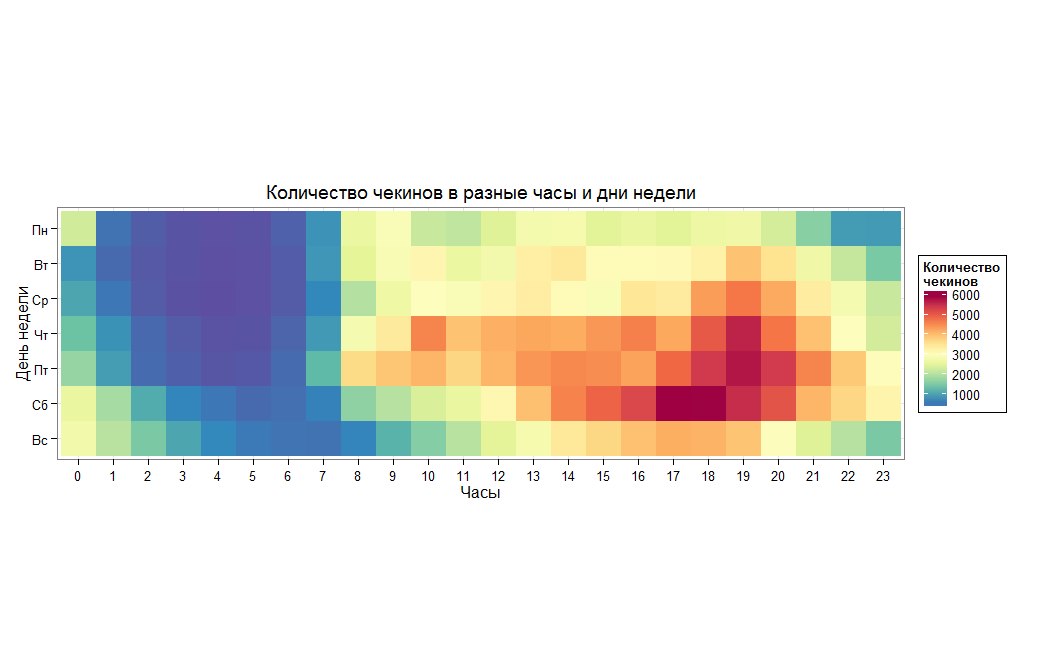 Количество чекинов в разные часы и дни недели
День недели
Пн
Вт
Ср
Чт
Пт
Сб
Вс
0 1 2 3 4 5 6 7 8 9 10 11 12 13 14 15 16 17 18 19 20 21 22 23
Часы
Количество
чекинов
6000
5000
4000
3000
2000
1000